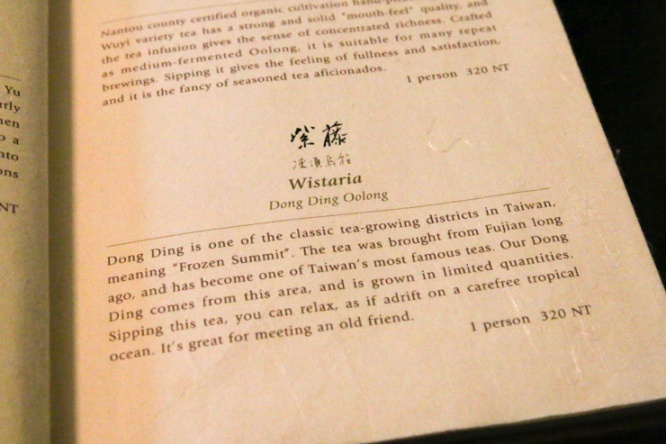 Yu
NT
Nantou county certified organic cultivation
Wuyi variety tea has a strong and solid "mouth-feel" quality, and
the tea infusion gives the sense of concentrated richness. Crafted
as medium-fermented Oolong, it is suitable for many repeat
brewings. Sipping it gives the feeling of fullness and satisfaction,
and it is the fancy of seasoned tea aficionados.
1 person 320 NT
紫藤
凍頂烏龍
Wistaria
Dong Ding Oolong
Dong Ding is one of the classic tea-growing districts in Taiwan,
meaning "Frozen Summit". The tea was brought from Fujian long
ago, and has become one of Taiwan's most famous teas. Our Dong
Ding comes from this area, and is grown in limited quantities.
Sipping this tea, you can relax, as if adrift on a carefree tropical
ocean. It's great for meeting an old friend.
1 person 320 NT